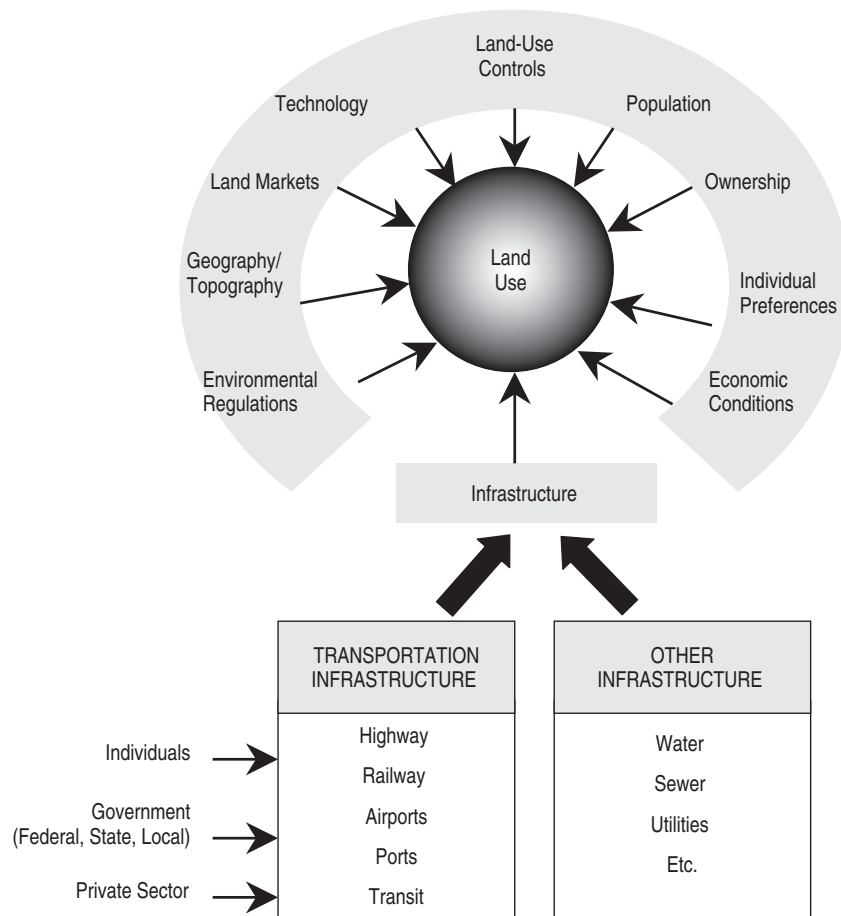 Land-Use
Controls
Technology
Population
Land Markets
Ownership
Geography/
Topography
Land
Use
Individual
Preferences
Environmental
Regulations
Economic
Conditions
Infrastructure
TRANSPORTATION
INFRASTRUCTURE
OTHER
INFRASTRUCTURE
Individuals
Government
(Federal, State, Local)
Private Sector
Highway
Railway
Airports
Ports
Transit
Water
Sewer
Utilities
Etc.